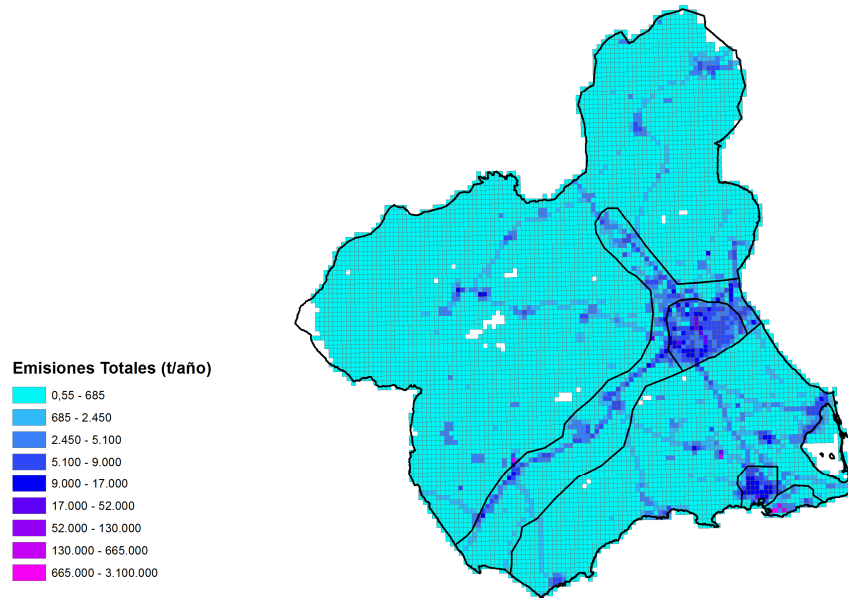 Emisiones Totales (t/año)
0,55 - 685
685 - 2.450
2.450 - 5.100
5.100 - 9.000
9.000 - 17.000
17.000 - 52.000
52.000 - 130.000
130.000 - 665.000
665.000 - 3.100.000